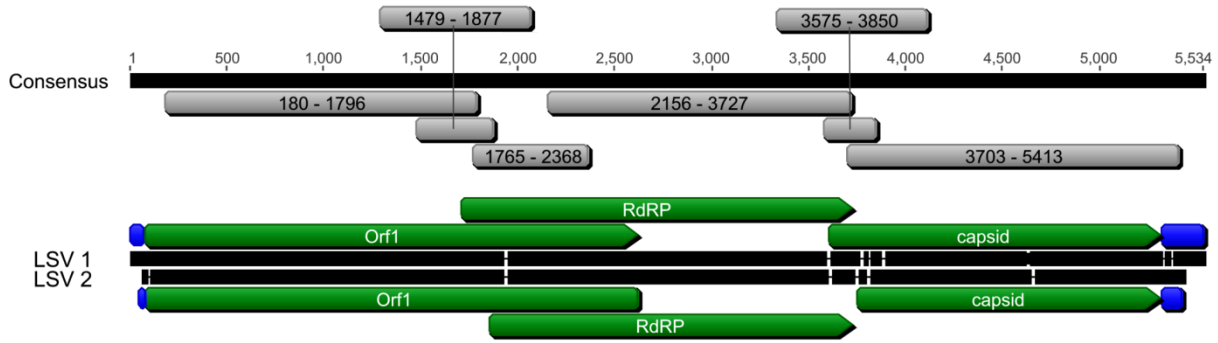 1479 - 1877 3575 - 3850
1 500 1,000 1,500 2,000 2,500 3,000 3,500 4,000 4,500 5,000 5,534
Consensus
180 - 1796 2156 - 3727
1765 - 2368 3703 - 5413
RdRP
Orf1 capsid
LSV 1
LSV 2
Orf1 capsid
RdRP